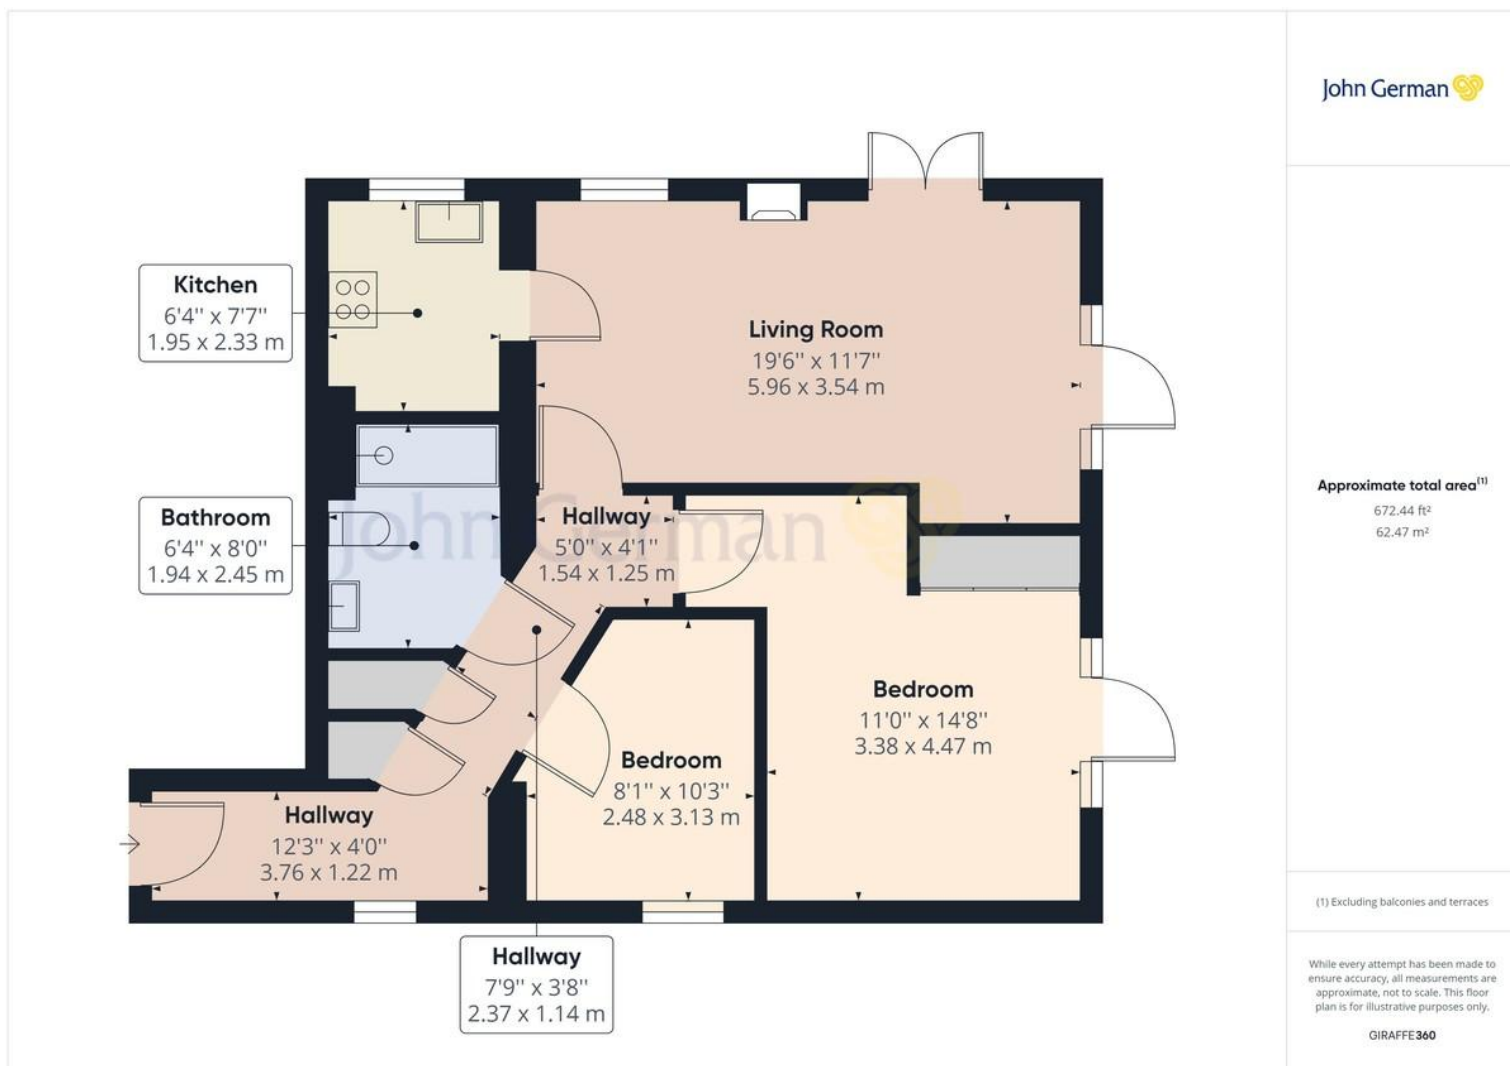 John German
Kitchen
6'4'' x 7'7''
1.95 x 2.33 m
Living Room
19'6'' x 11'7''
5.96 x 3.54 m
Bathroom
6'4'' x 8'0''
1.94 x 2.45 m
Hallway
5'0'' x 4'1''
1.54 x 1.25 m
John German
Bedroom
11'0'' x 14'8''
3.38 x 4.47 m
Bedroom
8'1'' x 10'3''
2.48 x 3.13 m
Hallway
12'3'' x 4'0''
3.76 x 1.22 m
Hallway
7'9'' x 3'8''
2.37 x 1.14 m
Approximate total area(1)
672.44 ft²
62.47 m²
(1) Excluding balconies and terraces
While every attempt has been made to
ensure accuracy, all measurements are
approximate, not to scale. This floor
plan is for illustrative purposes only.
GIRAFFE360